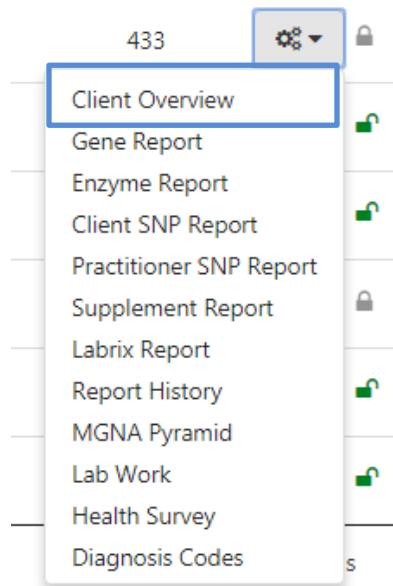 433
Client Overview
Gene Report
Enzyme Report
Client SNP Report
Practitioner SNP Report
Supplement Report
Labrix Report
Report History
MGNA Pyramid
Lab Work
Health Survey
Diagnosis Codes
s